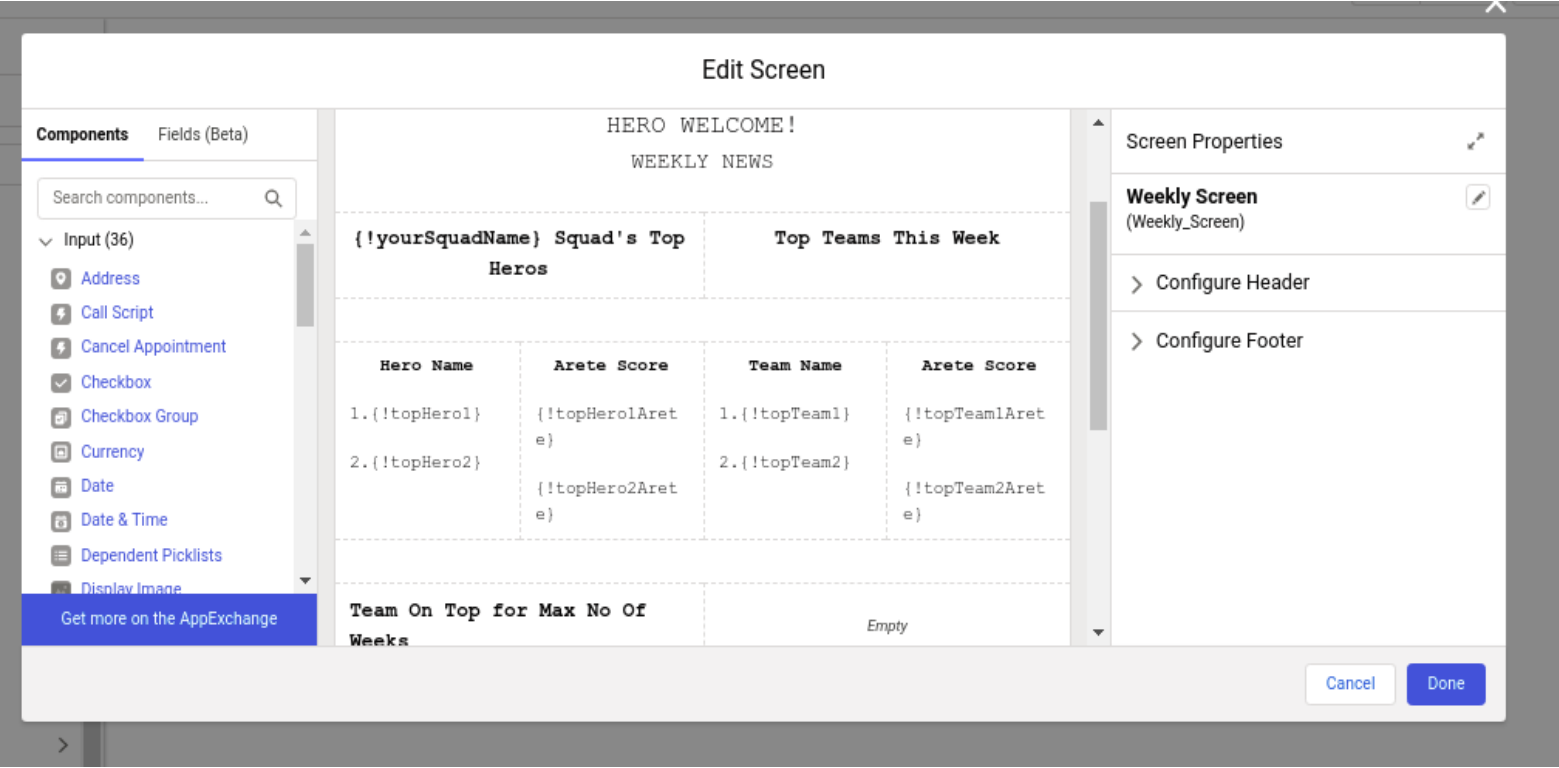 Edit Screen
Components
Fields (Beta)
Search components...
Input (36)
Address
Call Script
Cancel Appointment
Checkbox
Checkbox Group
Currency
Date
Date & Time
Dependent Picklists
Display Image
Get more on the AppExchange
HERO WELCOME!
WEEKLY NEWS
{!yourSquadName} Squad's Top
Heros
Top Teams This Week
Hero Name
1.{!topHero1}
2.{!topHero2}
Arete Score
{!topHero1Aret
e}
{!topHero2Aret
e}
Team Name
1.{!topTeam1}
2.{!topTeam2}
Arete Score
{!topTeam1Aret
e}
{!topTeam2Aret
e}
Team On Top for Max No Of
Weeks
Empty
Screen Properties
Weekly Screen
(Weekly_Screen)
Configure Header
Configure Footer
Cancel
Done